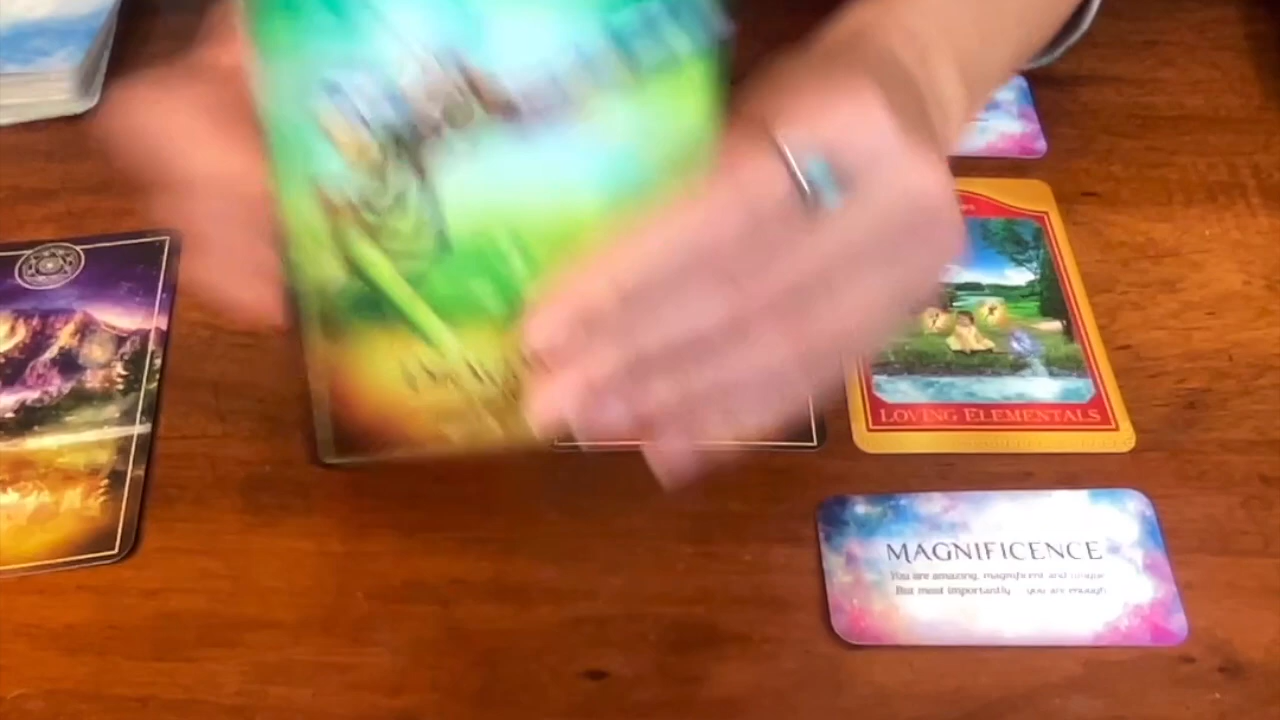 LOVING ELEMENTALS
MAGNIFICENCE
You are amazing, magnificent and unique
But most importantly you are enough